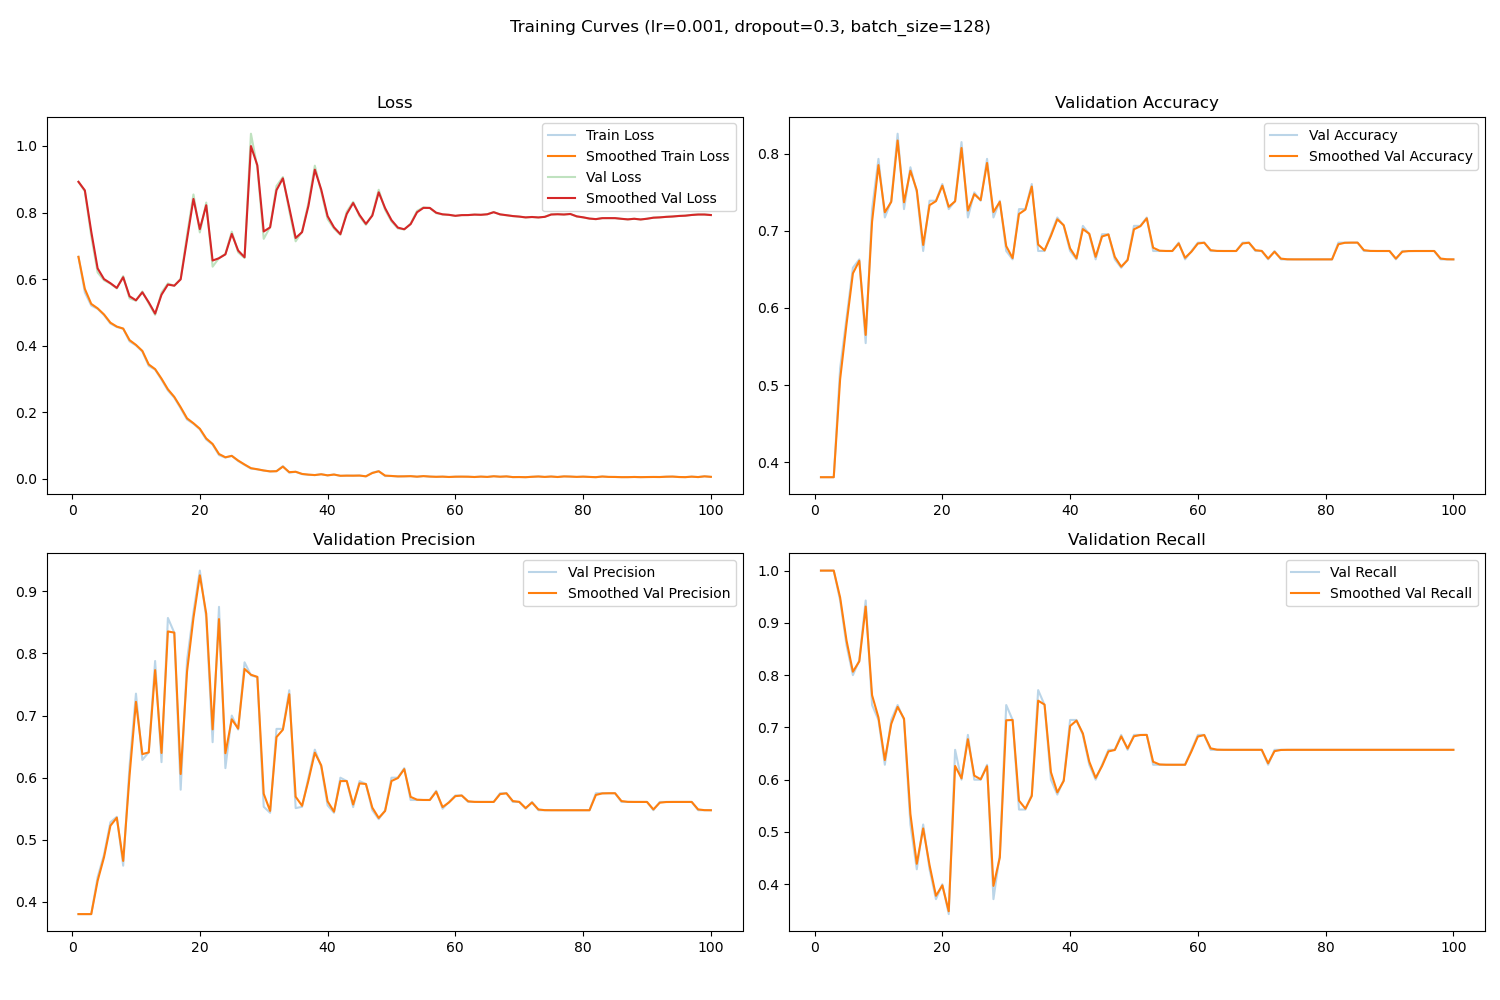 Training Curves (lr=0.001, dropout=0.3, batch_size=128)
Loss
Train Loss
Smoothed Train Loss
Val Loss
Smoothed Val Loss
1.0
0.8
0.6
0.4
0.2
0.0
0 20 40 60 80 100
Validation Accuracy
Val Accuracy
Smoothed Val Accuracy
0.8
0.7
0.6
0.5
0.4
0 20 40 60 80 100
Validation Precision
Val Precision
Smoothed Val Precision
0.9
0.8
0.7
0.6
0.5
0.4
0 20 40 60 80 100
Validation Recall
Val Recall
Smoothed Val Recall
1.0
0.9
0.8
0.7
0.6
0.5
0.4
0 20 40 60 80 100